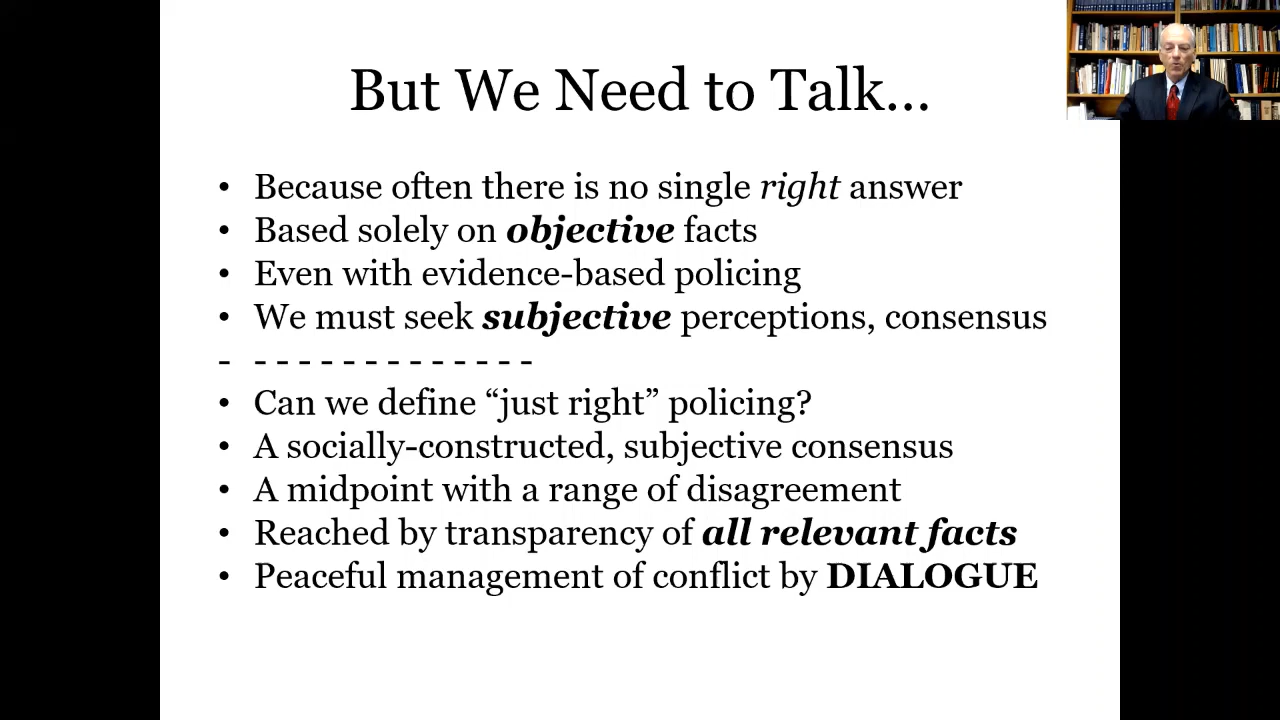 But We Need to Talk...
• Because often there is no single right answer
• Based solely on objective facts
• Even with evidence-based policing
• We must seek subjective perceptions, consensus
- - - - - - - - - - - - - -
• Can we define “just right” policing?
• A socially-constructed, subjective consensus
• A midpoint with a range of disagreement
• Reached by transparency of all relevant facts
• Peaceful management of conflict by DIALOGUE